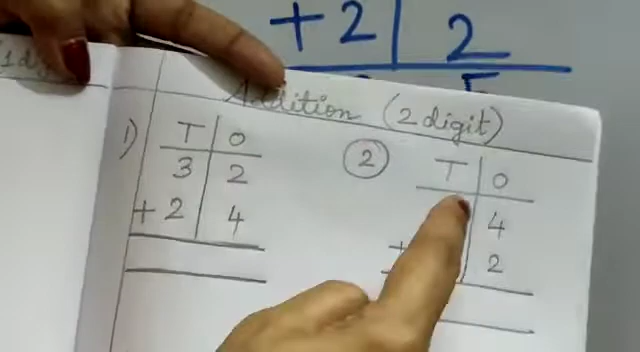 +2 2
Addition (2 digit)
1) T O
3 2
+ 2 4
2 T O
4
+ 2